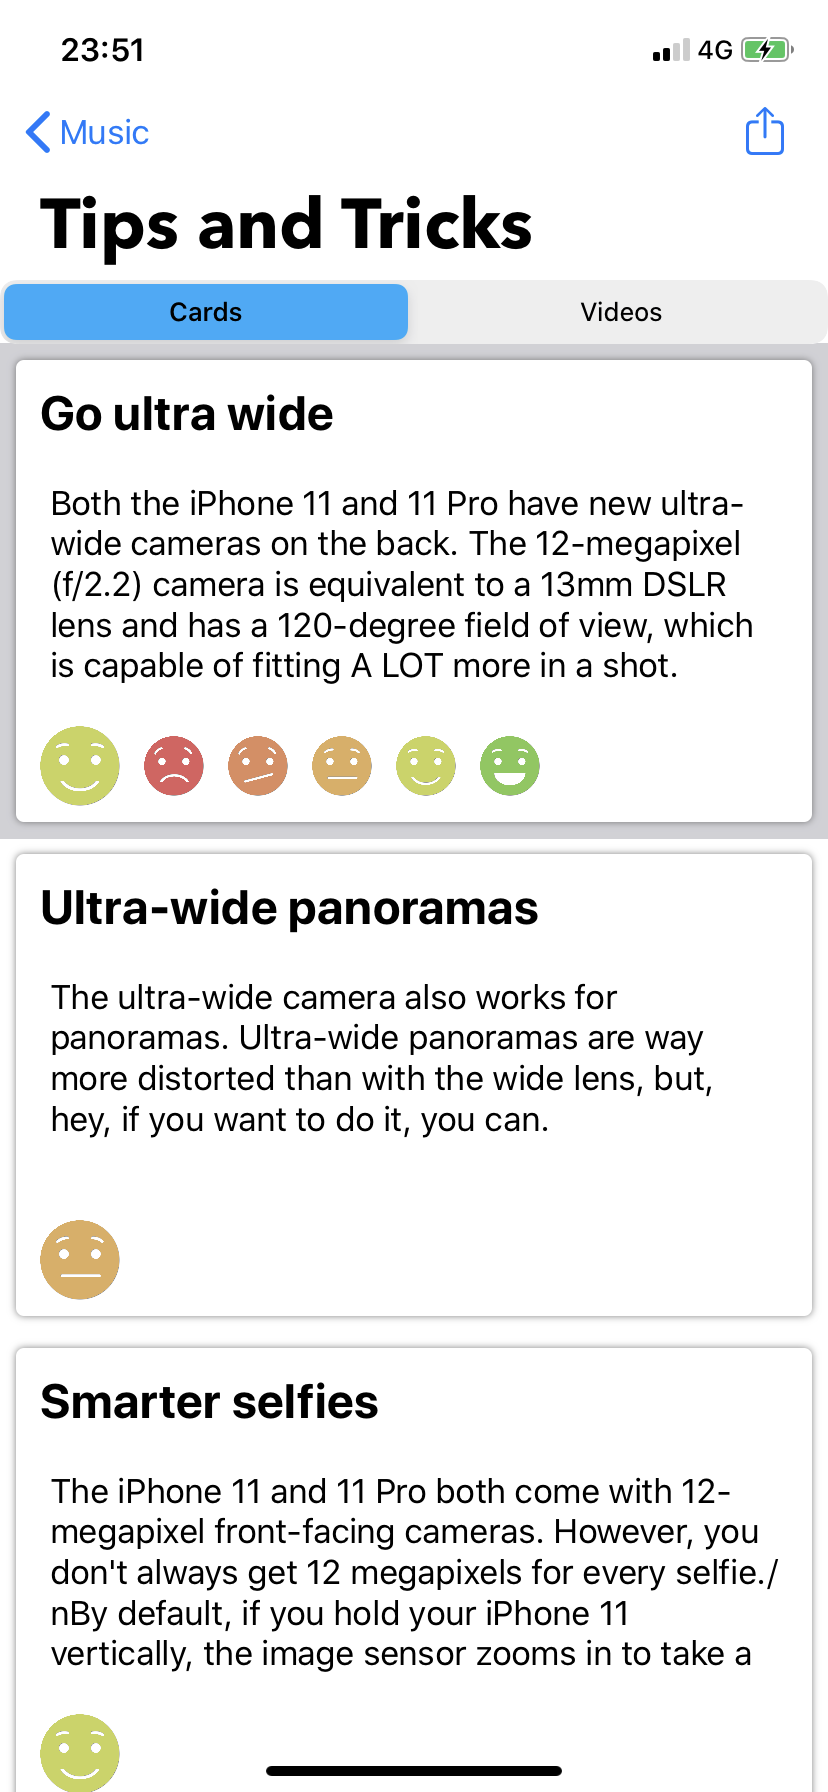 23:51
4G
Music
Tips and Tricks
Cards
Videos
Go ultra wide
Both the iPhone 11 and 11 Pro have new ultra-
wide cameras on the back. The 12-megapixel
(f/2.2) camera is equivalent to a 13mm DSLR
lens and has a 120-degree field of view, which
is capable of fitting A LOT more in a shot.
Ultra-wide panoramas
The ultra-wide camera also works for
panoramas. Ultra-wide panoramas are way
more distorted than with the wide lens, but,
hey, if you want to do it, you can.
Smarter selfies
The iPhone 11 and 11 Pro both come with 12-
megapixel front-facing cameras. However, you
don't always get 12 megapixels for every selfie./
nBy default, if you hold your iPhone 11
vertically, the image sensor zooms in to take a